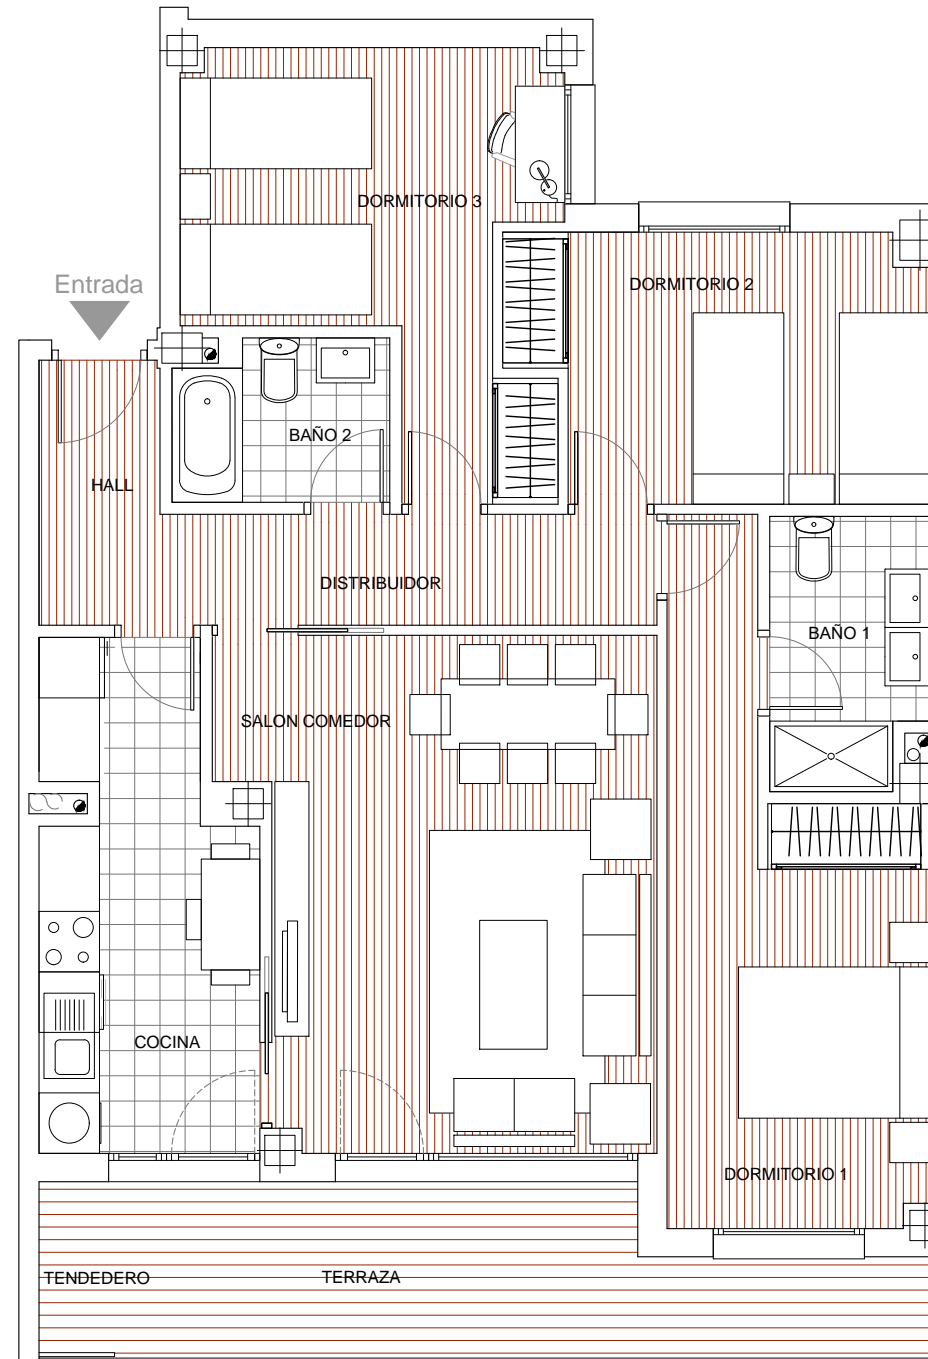 DORMITORIO 3
Entrada
DORMITORIO 2
BAÑO 2
HALL
DISTRIBUIDOR
BAÑO 1
SALON COMEDOR
COCINA
DORMITORIO 1
TENDEDERO
TERRAZA